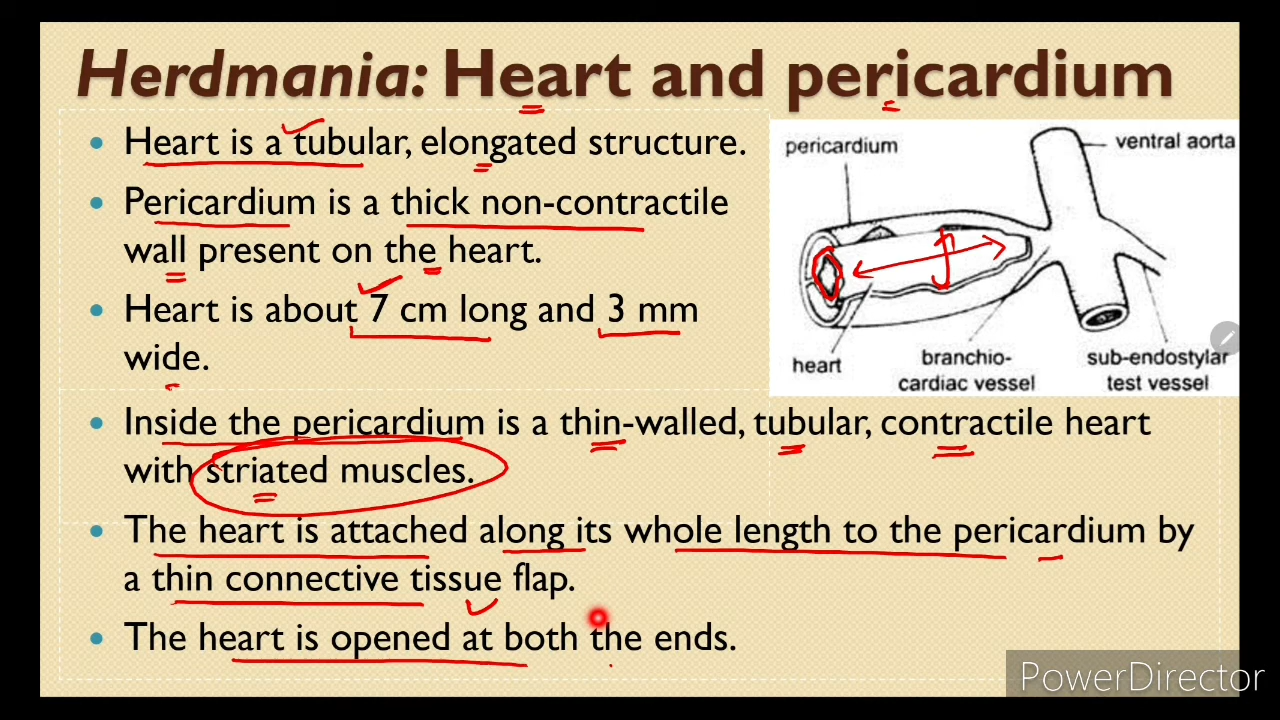 Herdmania: Heart and pericardium
• Heart is a tubular, elongated structure.
• Pericardium is a thick non-contractile
wall present on the heart.
• Heart is about 7 cm long and 3 mm
wide.
pericardium
ventral aorta
heart
branchio-
cardiac vessel
sub-endostylar
test vessel
• Inside the pericardium is a thin-walled, tubular, contractile heart
with striated muscles.
• The heart is attached along its whole length to the pericardium by
a thin connective tissue flap.
• The heart is opened at both the ends.
PowerDirector